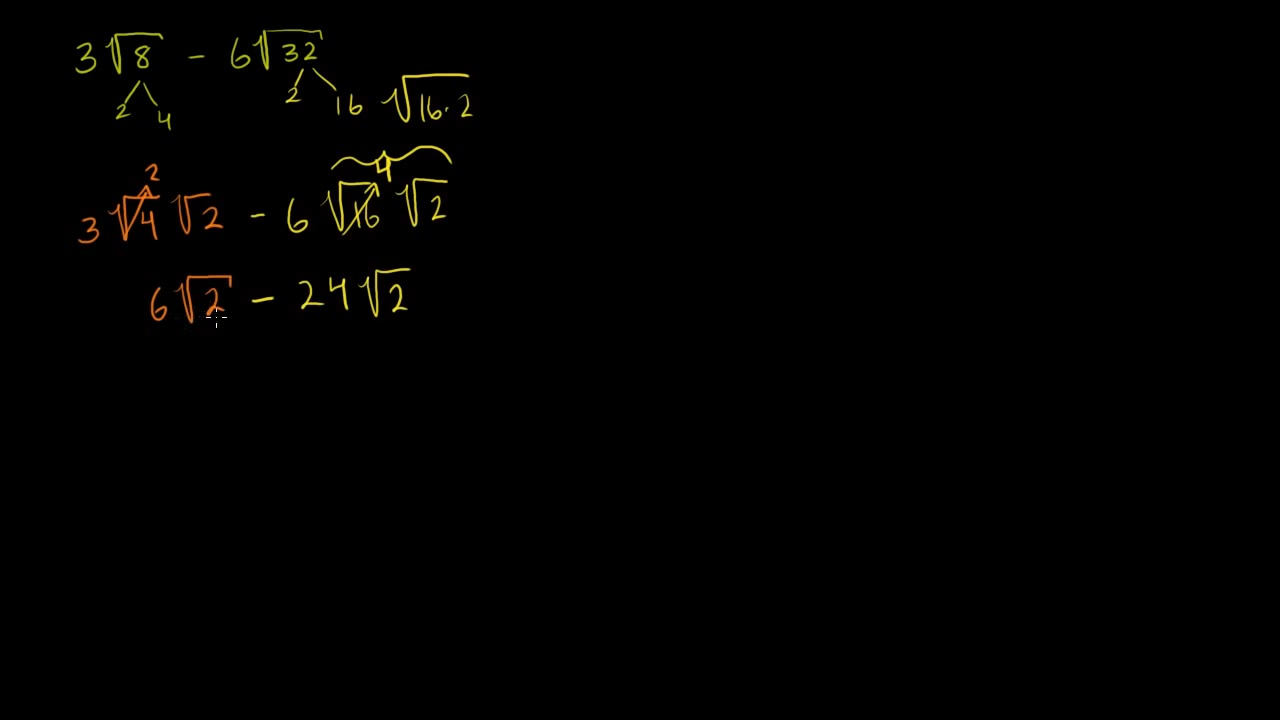 3√8 - 6√32
2 4 2 16 √16·2
2 4
3√4 √2 - 6 √16 √2
6√2 - 24√2